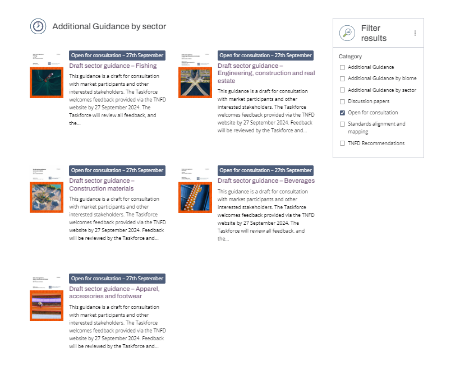 Additional Guidance by sector
Open for consultation – 27th September
Draft sector guidance – Fishing
This guidance is a draft for consultation
with market participants and other
interested stakeholders. The Taskforce
welcomes feedback provided via the TNFD
website by 27 September 2024. The
Taskforce will review all feedback, and
the...
Open for consultation – 27th September
Draft sector guidance –
Engineering, construction and real
estate
This guidance is a draft for consultation
with market participants and other
interested stakeholders. The Taskforce
welcomes feedback provided via the TNFD
website by 27 September 2024. Feedback
will be reviewed by the Taskforce and...
Open for consultation – 27th September
Draft sector guidance –
Construction materials
This guidance is a draft for consultation
with market participants and other
interested stakeholders. The Taskforce
welcomes feedback provided via the TNFD
website by 27 September 2024. Feedback
will be reviewed by the Taskforce and...
Open for consultation – 27th September
Draft sector guidance – Beverages
This guidance is a draft for consultation
with market participants and other
interested stakeholders. The Taskforce
welcomes feedback provided via the TNFD
website by 27 September 2024. The
Taskforce will review all feedback, and
the...
Open for consultation – 27th September
Draft sector guidance – Apparel,
accessories and footwear
This guidance is a draft for consultation
with market participants and other
interested stakeholders. The Taskforce
welcomes feedback provided via the TNFD
website by 27 September 2024. Feedback
will be reviewed by the Taskforce and...
Filter
results
Category
Additional Guidance
Additional Guidance by biome
Additional Guidance by sector
Discussion papers
Open for consultation
Standards alignment and
mapping
TNFD Recommendations